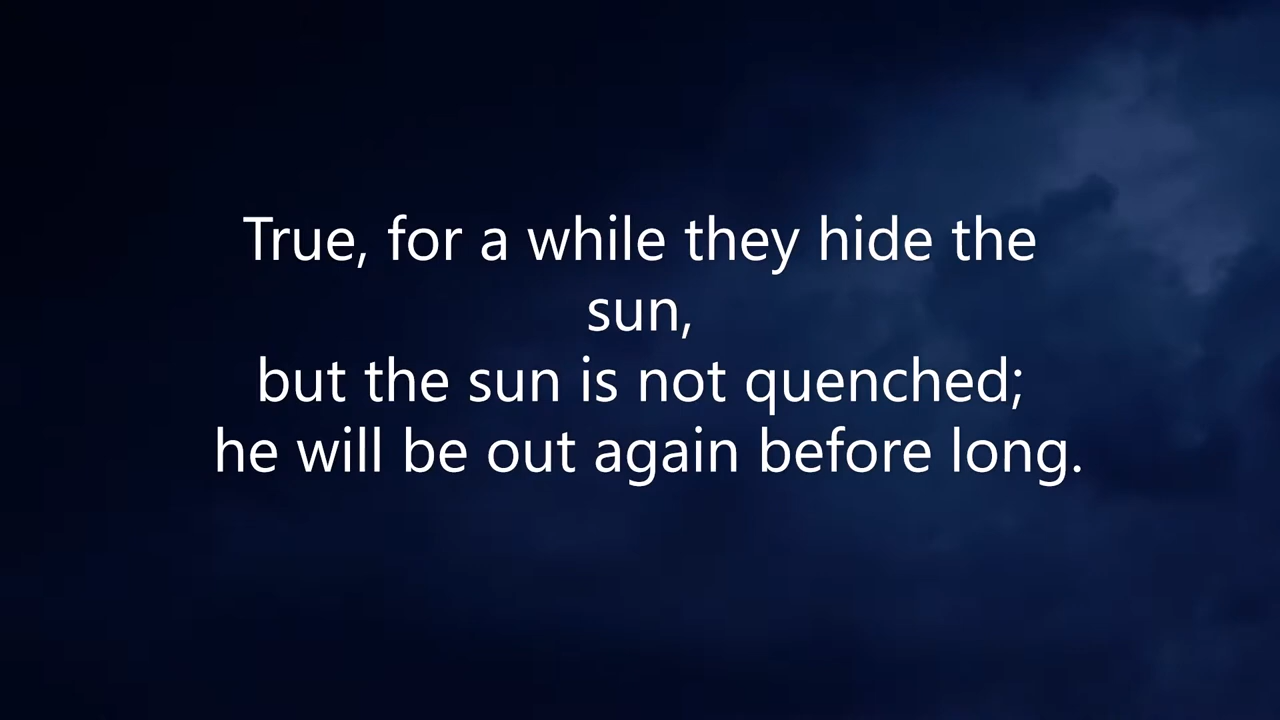 True, for a while they hide the
sun,
but the sun is not quenched;
he will be out again before long.